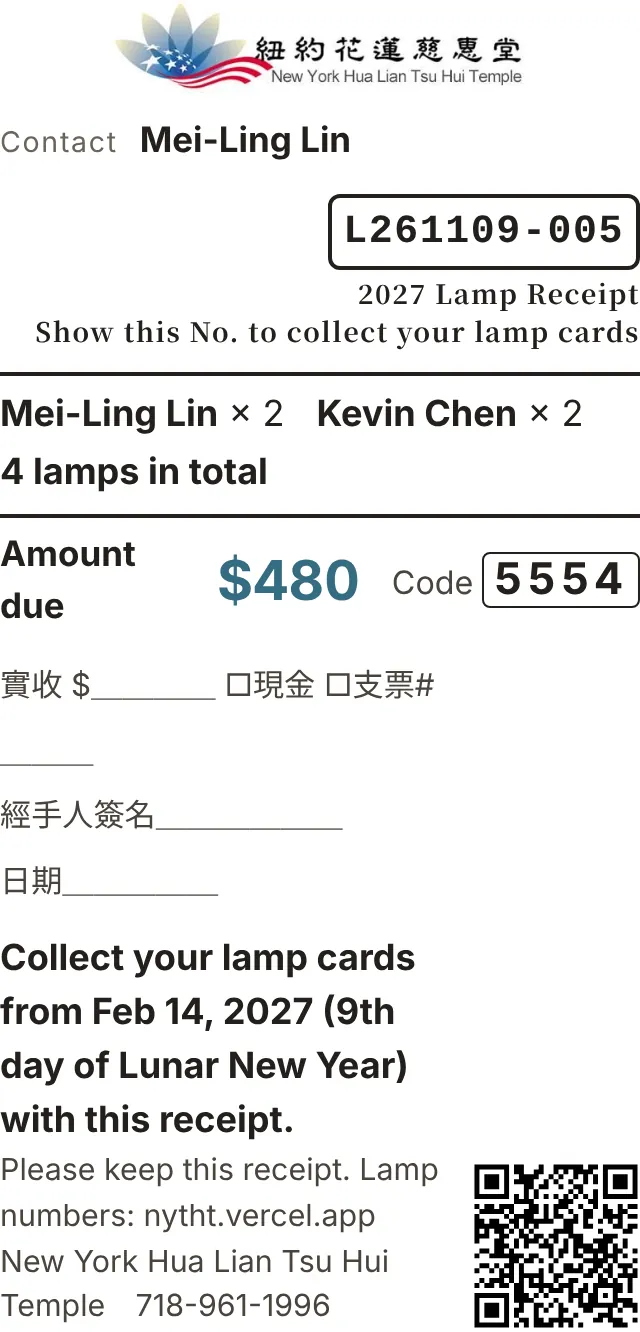 紐約花蓮慈惠堂
New York Hua Lian Tsu Hui Temple
Contact Mei-Ling Lin
L261109-005
2027 Lamp Receipt
Show this No. to collect your lamp cards
Mei-Ling Lin × 2 Kevin Chen × 2
4 lamps in total
Amount due $480 Code 5554
實收 $________ □現金 □支票#
______
經手人簽名____________
日期__________
Collect your lamp cards
from Feb 14, 2027 (9th
day of Lunar New Year)
with this receipt.
Please keep this receipt. Lamp
numbers: nytht.vercel.app
New York Hua Lian Tsu Hui
Temple 718-961-1996